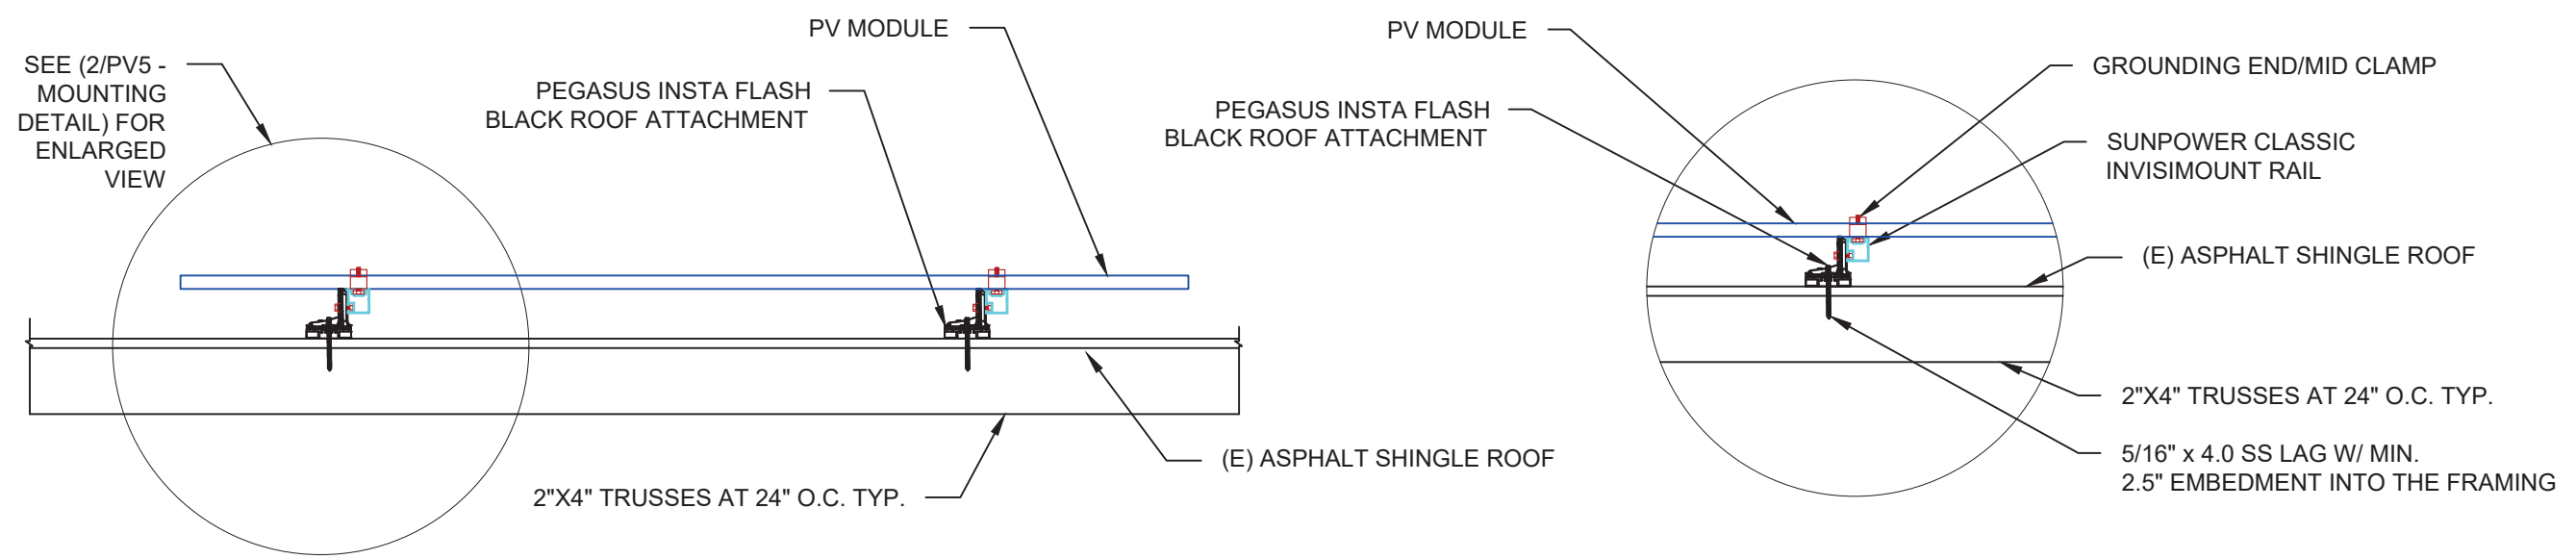 SEE (2/PV5 -
MOUNTING
DETAIL) FOR
ENLARGED
VIEW
PV MODULE
PEGASUS INSTA FLASH
BLACK ROOF ATTACHMENT
(E) ASPHALT SHINGLE ROOF
2"X4" TRUSSES AT 24" O.C. TYP.
PV MODULE
PEGASUS INSTA FLASH
BLACK ROOF ATTACHMENT
GROUNDING END/MID CLAMP
SUNPOWER CLASSIC
INVISIMOUNT RAIL
(E) ASPHALT SHINGLE ROOF
2"X4" TRUSSES AT 24" O.C. TYP.
5/16" x 4.0 SS LAG W/ MIN.
2.5" EMBEDMENT INTO THE FRAMING